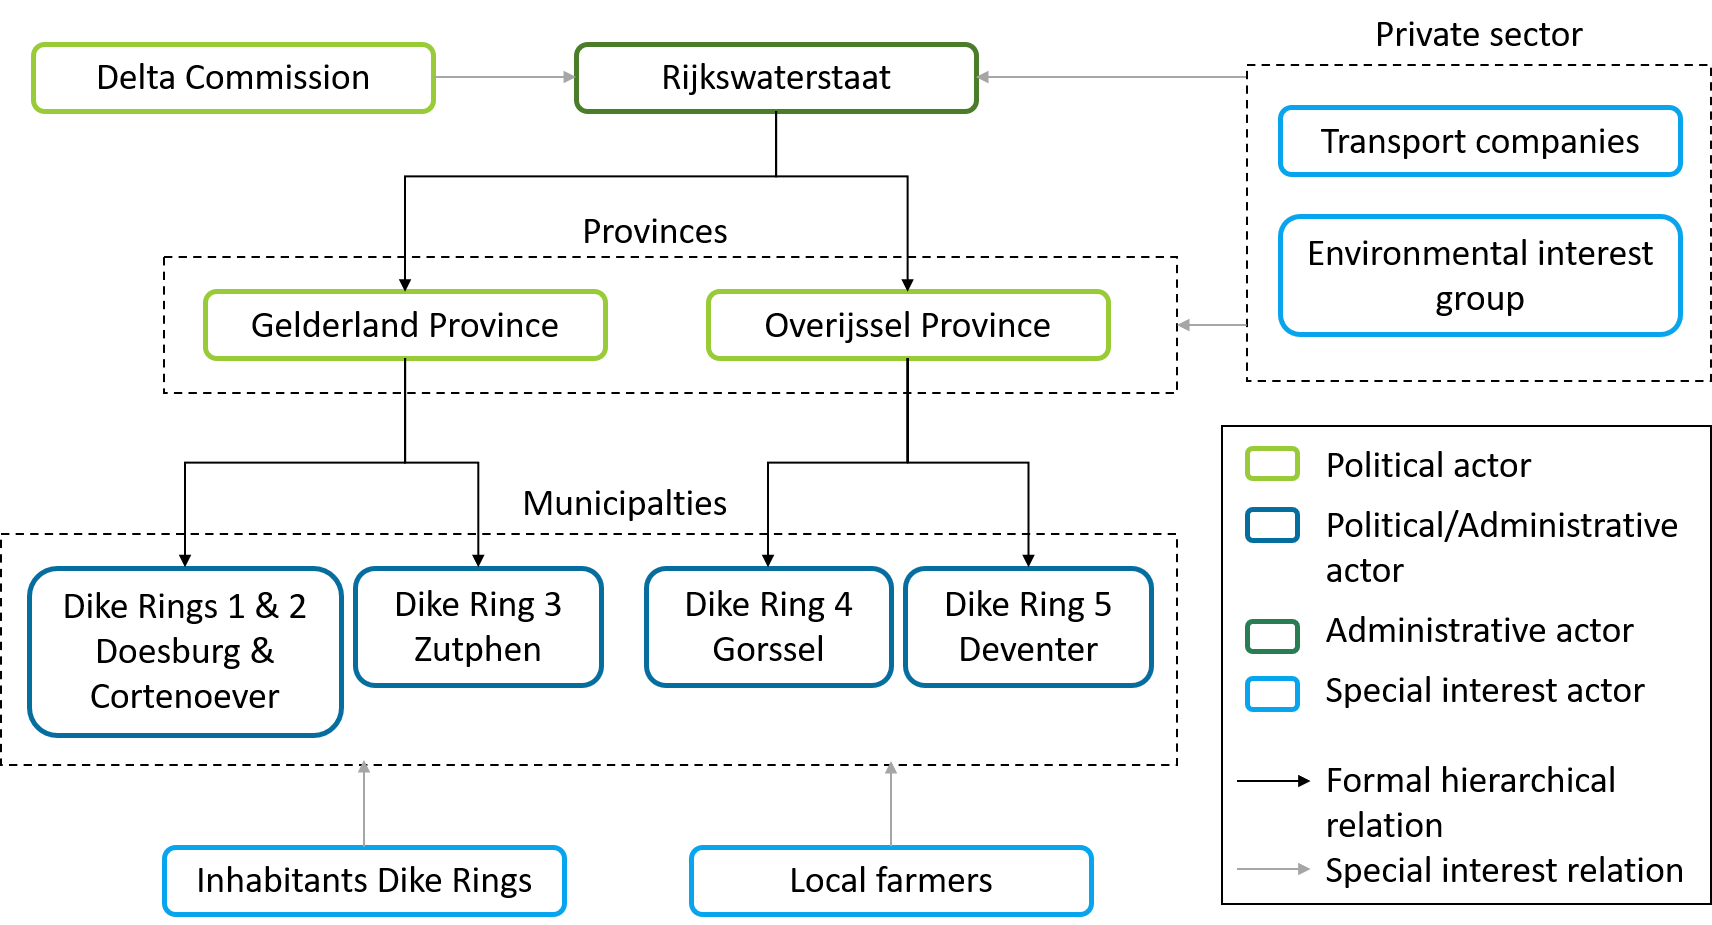 Private sector
Delta Commission
Rijkswaterstaat
Transport companies
Environmental interest
group
Provinces
Gelderland Province
Overijssel Province
Municipalties
Dike Rings 1 & 2
Doesburg &
Cortenoever
Dike Ring 3
Zutphen
Dike Ring 4
Gorssel
Dike Ring 5
Deventer
Inhabitants Dike Rings
Local farmers
Political actor
Political/Administrative
actor
Administrative actor
Special interest actor
Formal hierarchical
relation
Special interest relation